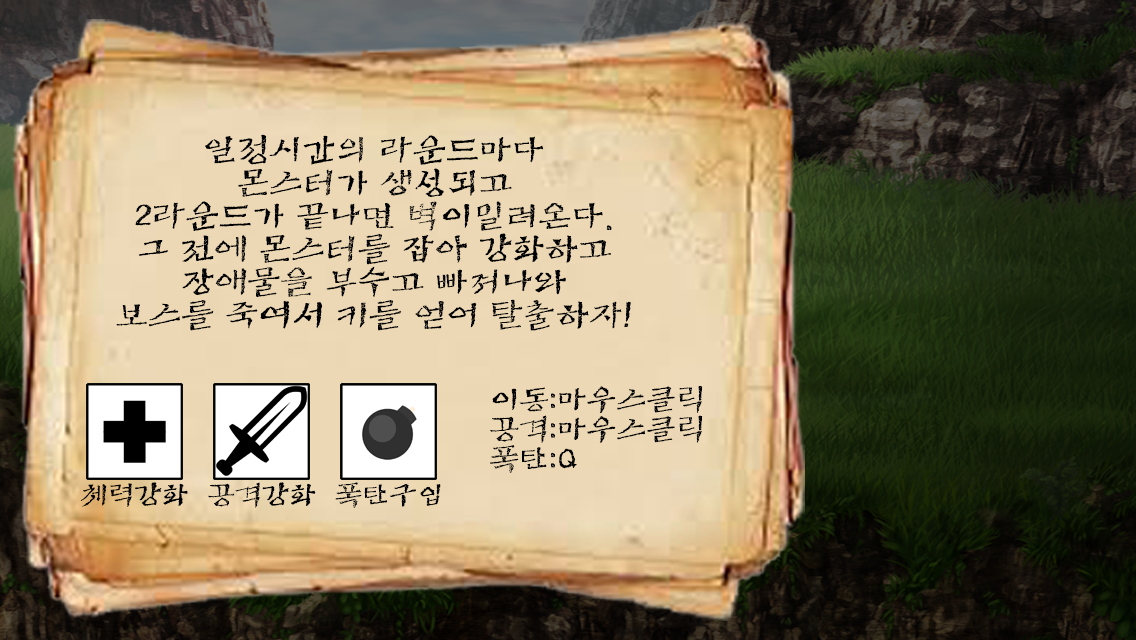 일정시간의 라운드마다
몬스터가 생성되고
2라운드가 끝나면 벽이밀려온다.
그 전에 몬스터를 잡아 강화하고
장애물을 부수고 빠져나와
보스를 죽여서 키를 얻어 탈출하자!
이동:마우스클릭
공격:마우스클릭
폭탄:Q
체력강화 공격강화 폭탄구입